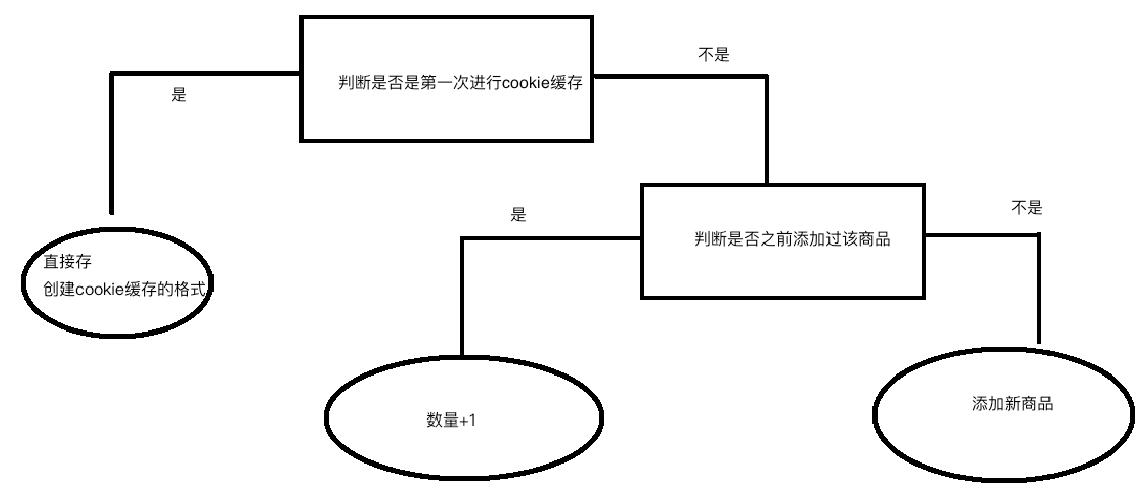 判断是否是第一次进行cookie缓存
是
不是
直接存
创建cookie缓存的格式
判断是否之前添加过该商品
是
不是
数量+1
添加新商品